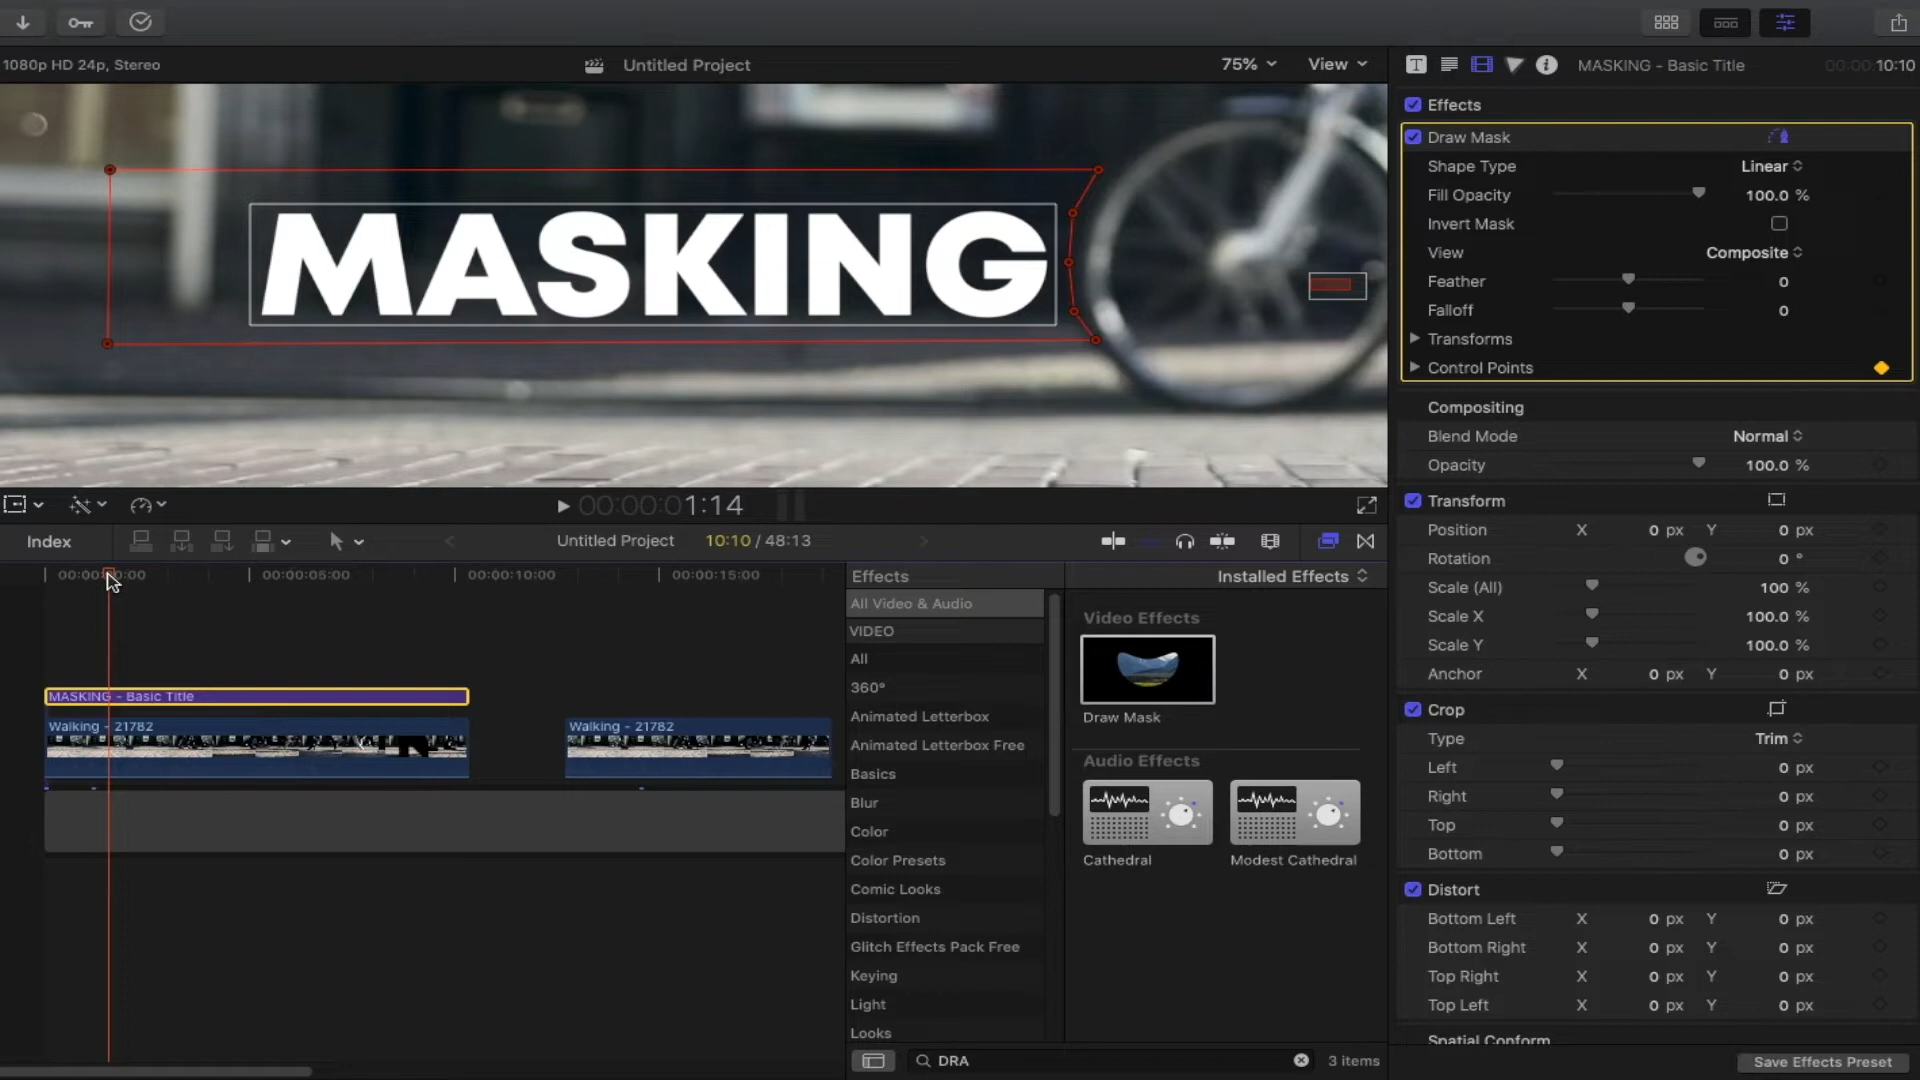 1080p HD 24p, Stereo
Untitled Project
75%
View
MASKING - Basic Title
00:00:10:10
MASKING
Effects
Draw Mask
Shape Type
Linear
Fill Opacity
100.0 %
Invert Mask
View
Composite
Feather
0
Falloff
0
Transforms
Control Points
Compositing
Blend Mode
Normal
Opacity
100.0 %
Transform
Position X 0 px Y 0 px
Rotation
0 °
Scale (All)
100 %
Scale X
100.0 %
Scale Y
100.0 %
Anchor X 0 px Y 0 px
Crop
Type
Trim
Left
0 px
Right
0 px
Top
0 px
Bottom
0 px
Distort
Bottom Left X 0 px Y 0 px
Bottom Right X 0 px Y 0 px
Top Right X 0 px Y 0 px
Top Left X 0 px Y 0 px
Spatial Conform
Save Effects Preset
00:00:01:14
Index
Untitled Project
10:10 / 48:13
00:00:05:00
00:00:10:00
00:00:15:00
MASKING - Basic Title
Walking - 21782
Walking - 21782
Effects
Installed Effects
All Video & Audio
VIDEO
All
360°
Animated Letterbox
Animated Letterbox Free
Basics
Blur
Color
Color Presets
Comic Looks
Distortion
Glitch Effects Pack Free
Keying
Light
Looks
Video Effects
Draw Mask
Audio Effects
Cathedral
Modest Cathedral
DRA
3 items